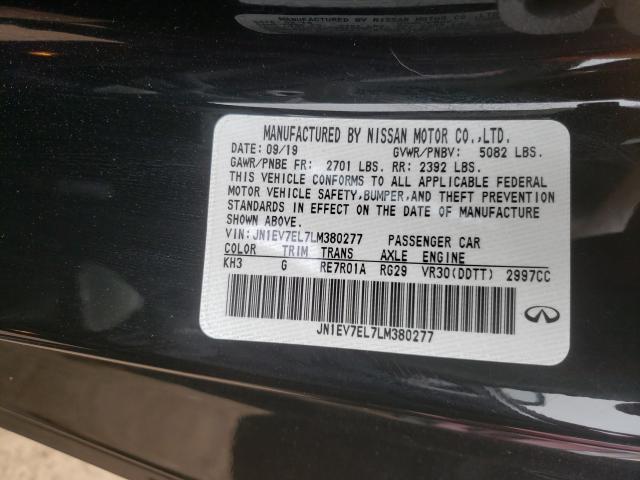 MANUFACTURED BY NISSAN MOTOR CO.,LTD.
DATE: 09/19 GVWR/PNBV: 5082 LBS.
GAWR/PNBE FR: 2701 LBS. RR: 2392 LBS.
THIS VEHICLE CONFORMS TO ALL APPLICABLE FEDERAL
MOTOR VEHICLE SAFETY,BUMPER,AND THEFT PREVENTION
STANDARDS IN EFFECT ON THE DATE OF MANUFACTURE
SHOWN ABOVE.
VIN:JN1EV7EL7LM380277 PASSENGER CAR
COLOR TRIM TRANS AXLE ENGINE
KH3 G RE7R01A RG29 VR30(DDTT) 2997CC
JN1EV7EL7LM380277